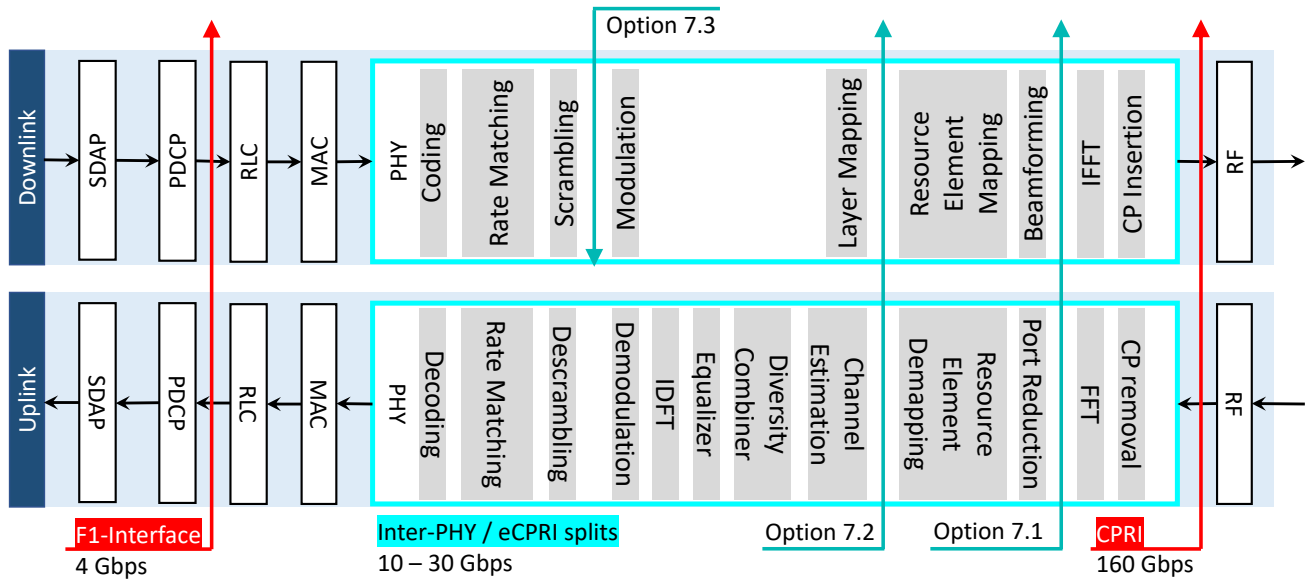 Option 7.3
Downlink
SDAP
PDCP
RLC
MAC
PHY
Coding
Rate Matching
Scrambling
Modulation
Layer Mapping
Resource
Element
Mapping
Beamforming
IFFT
CP Insertion
RF
Uplink
SDAP
PDCP
RLC
MAC
PHY
Decoding
Rate Matching
Descrambling
Demodulation
IDFT
Equalizer
Diversity
Combiner
Channel
Estimation
Resource
Element
Demapping
Port Reduction
FFT
CP removal
RF
F1-Interface
4 Gbps
Inter-PHY / eCPRI splits
10 – 30 Gbps
Option 7.2
Option 7.1
CPRI
160 Gbps